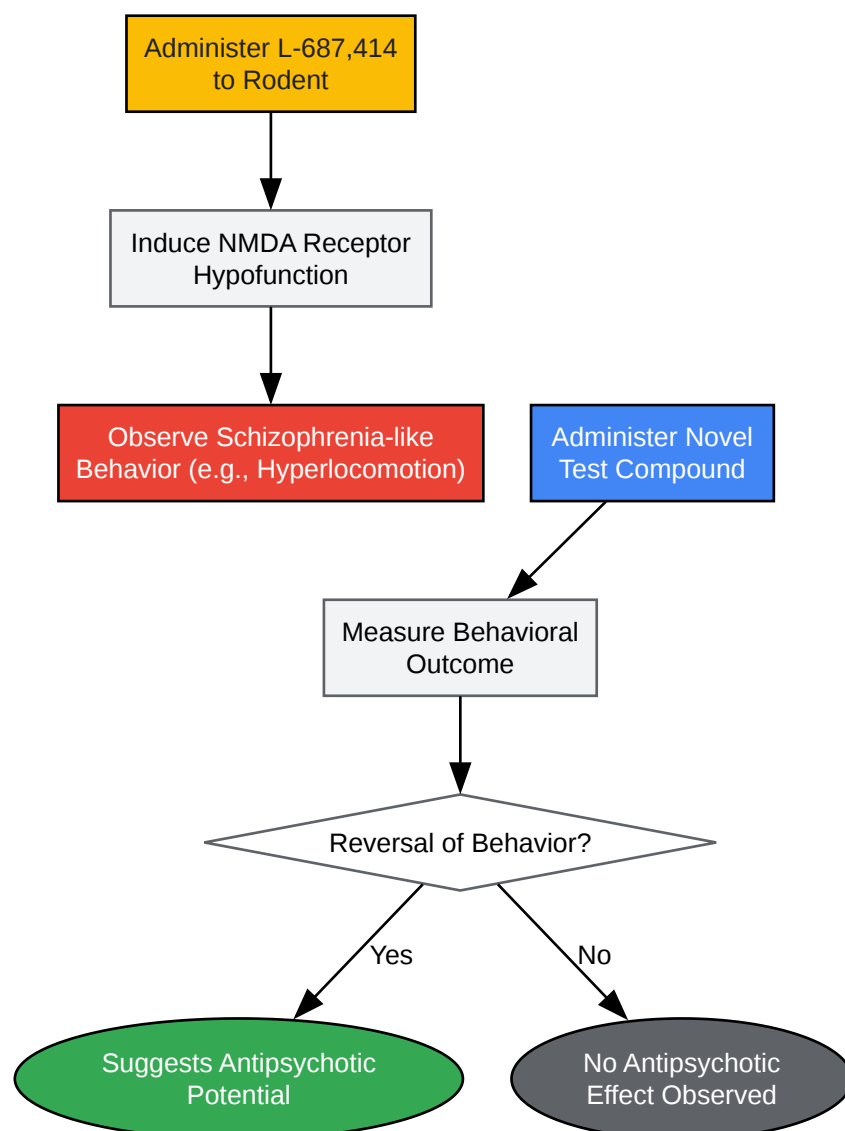 Administer L-687,414
to Rodent
Induce NMDA Receptor
Hypofunction
Observe Schizophrenia-like
Behavior (e.g., Hyperlocomotion)
Administer Novel
Test Compound
Measure Behavioral
Outcome
Reversal of Behavior?
Yes
No
Suggests Antipsychotic
Potential
No Antipsychotic
Effect Observed